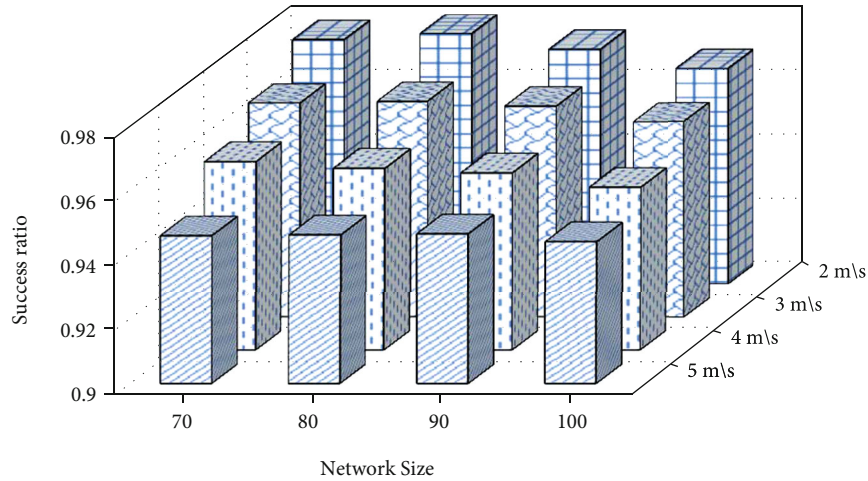 0.98
0.96
0.94
0.92
0.9
Success ratio
70
80
90
100
Network Size
2 m\s
3 m\s
4 m\s
5 m\s